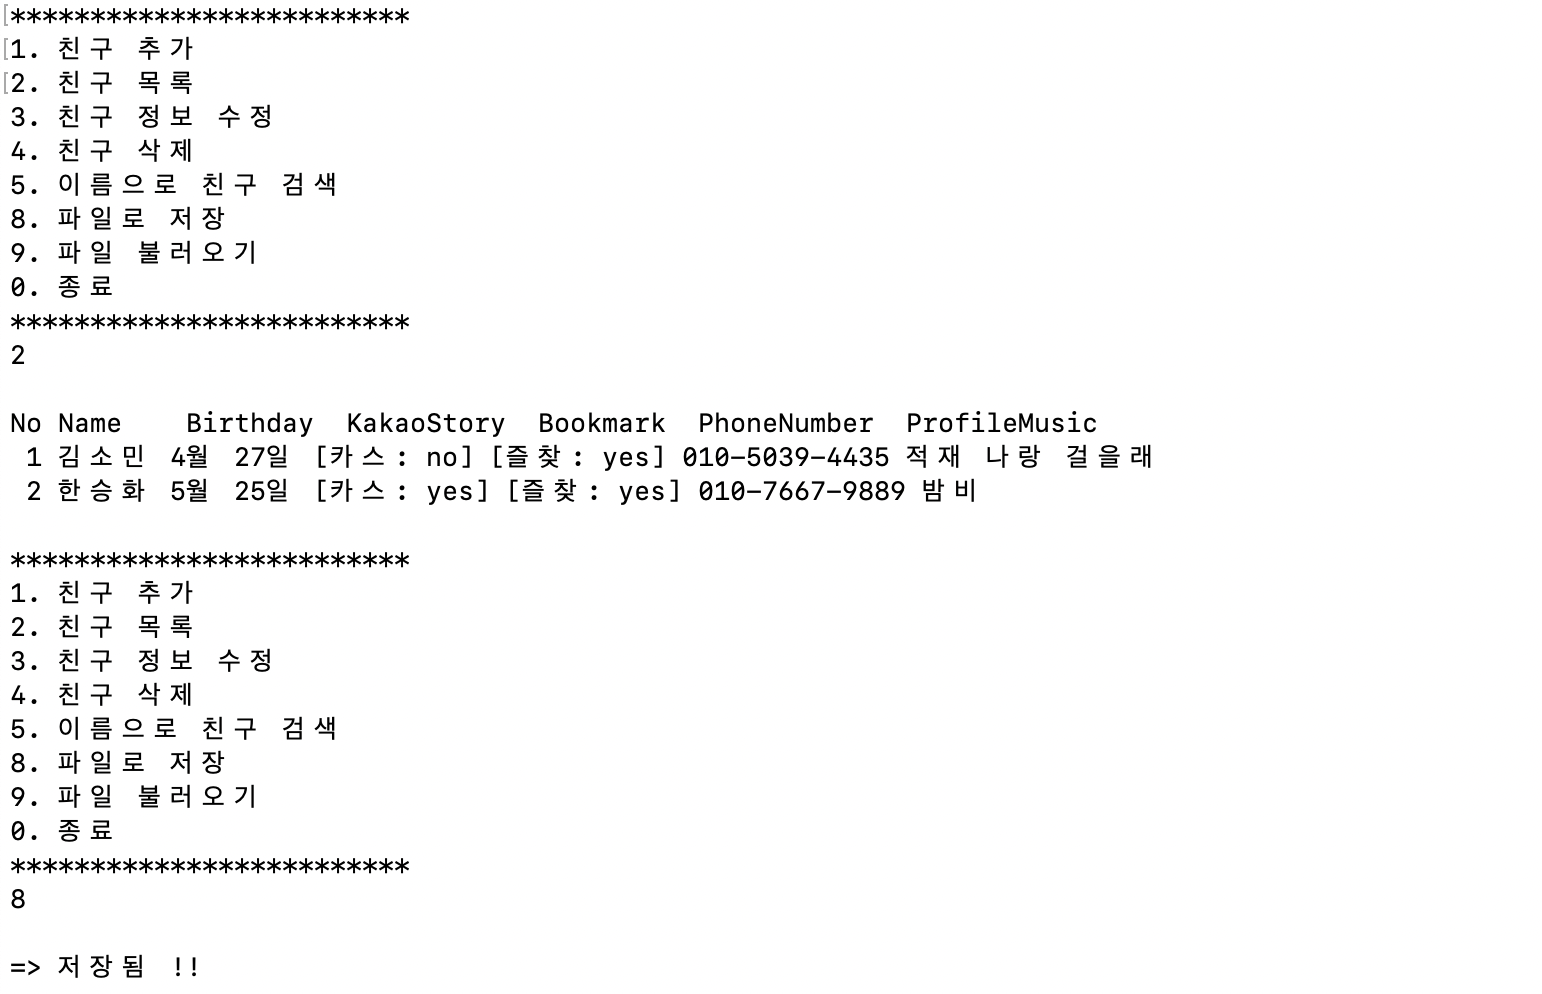 *************************
1. 친구 추가
2. 친구 목록
3. 친구 정보 수정
4. 친구 삭제
5. 이름으로 친구 검색
8. 파일로 저장
9. 파일 불러오기
0. 종료
*************************
2
No Name    Birthday  KakaoStory  Bookmark  PhoneNumber  ProfileMusic
 1 김소민 4월 27일 [카스: no] [즐찾: yes] 010-5039-4435 적재 나랑 걸을래
 2 한승화 5월 25일 [카스: yes] [즐찾: yes] 010-7667-9889 밤비
*************************
1. 친구 추가
2. 친구 목록
3. 친구 정보 수정
4. 친구 삭제
5. 이름으로 친구 검색
8. 파일로 저장
9. 파일 불러오기
0. 종료
*************************
8
=> 저장됨 !!